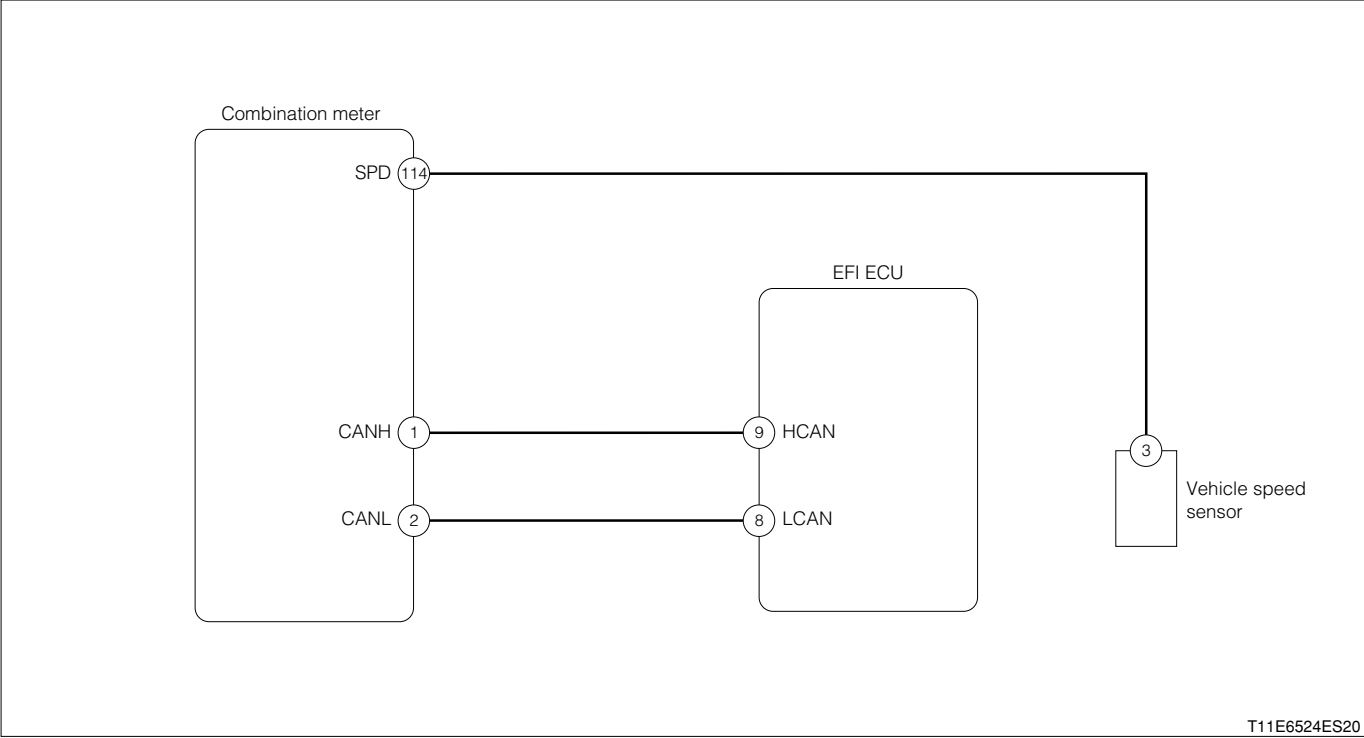 Combination meter
SPD 114
EFI ECU
CANH 1 9 HCAN
3
Vehicle speed
sensor
CANL 2 8 LCAN
T11E6524ES20